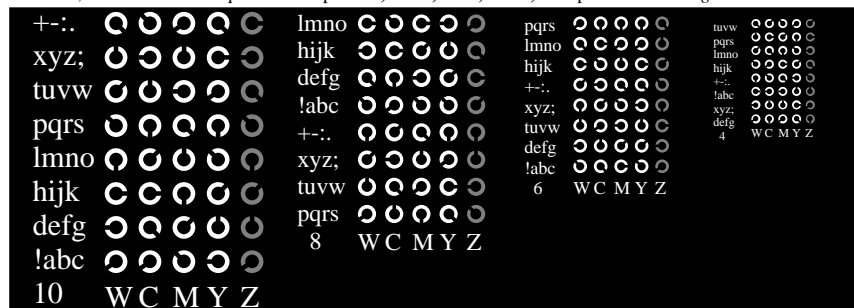 +-:.
xyz;
tuvw
pqrs
lmno
hijk
defg
!abc
10 W C M Y Z
lmno
hijk
defg
!abc
+-:.
xyz;
tuvw
pqrs
8 W C M Y Z
pqrs
lmno
hijk
+-:.
xyz;
tuvw
defg
!abc
6 W C M Y Z
tuvw
pqrs
lmno
hijk
+-:.
!abc
xyz;
defg
4 W C M Y Z